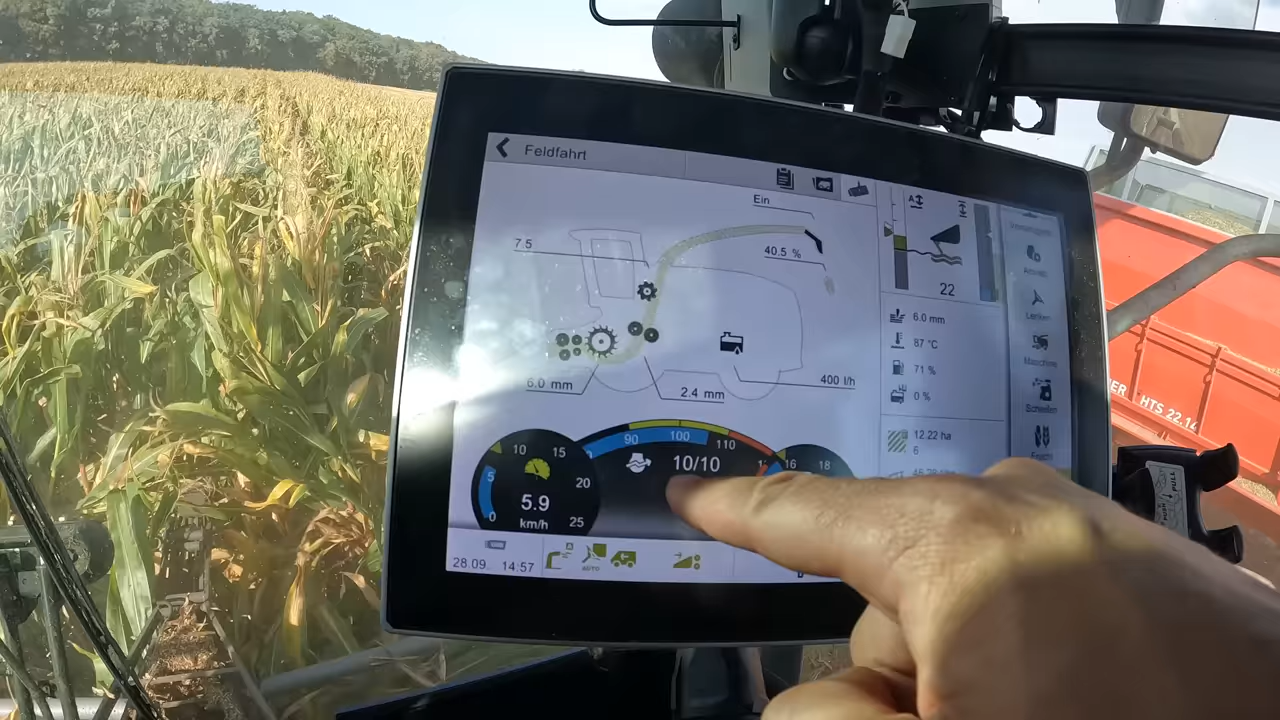 Feldfahrt
Ein
7.5
40.5 %
22
6.0 mm
87 °C
71 %
0 %
6.0 mm
2.4 mm
400 l/h
12.22 ha
6
90 100 110
10/10
0 5 10 15 20 25
5.9
km/h
16 18
28.09. 14:57
AUTO
Lenken
Maschine
HTS 22.14
PULL